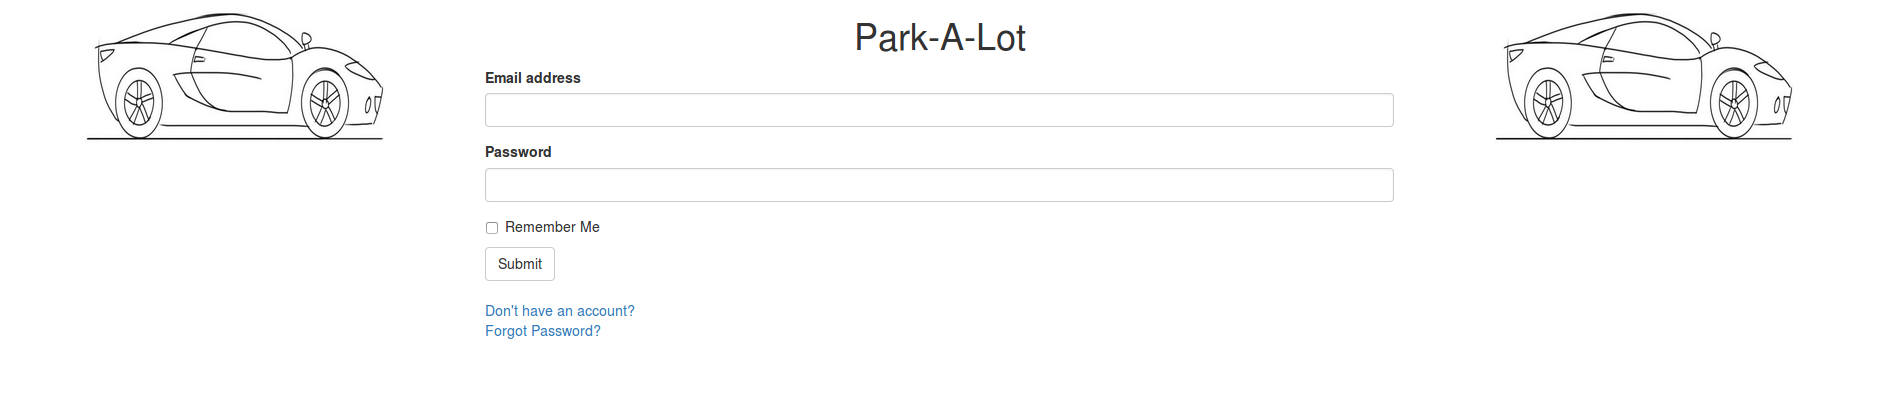 Park-A-Lot
Email address
Password
Remember Me
Submit
Don't have an account?
Forgot Password?